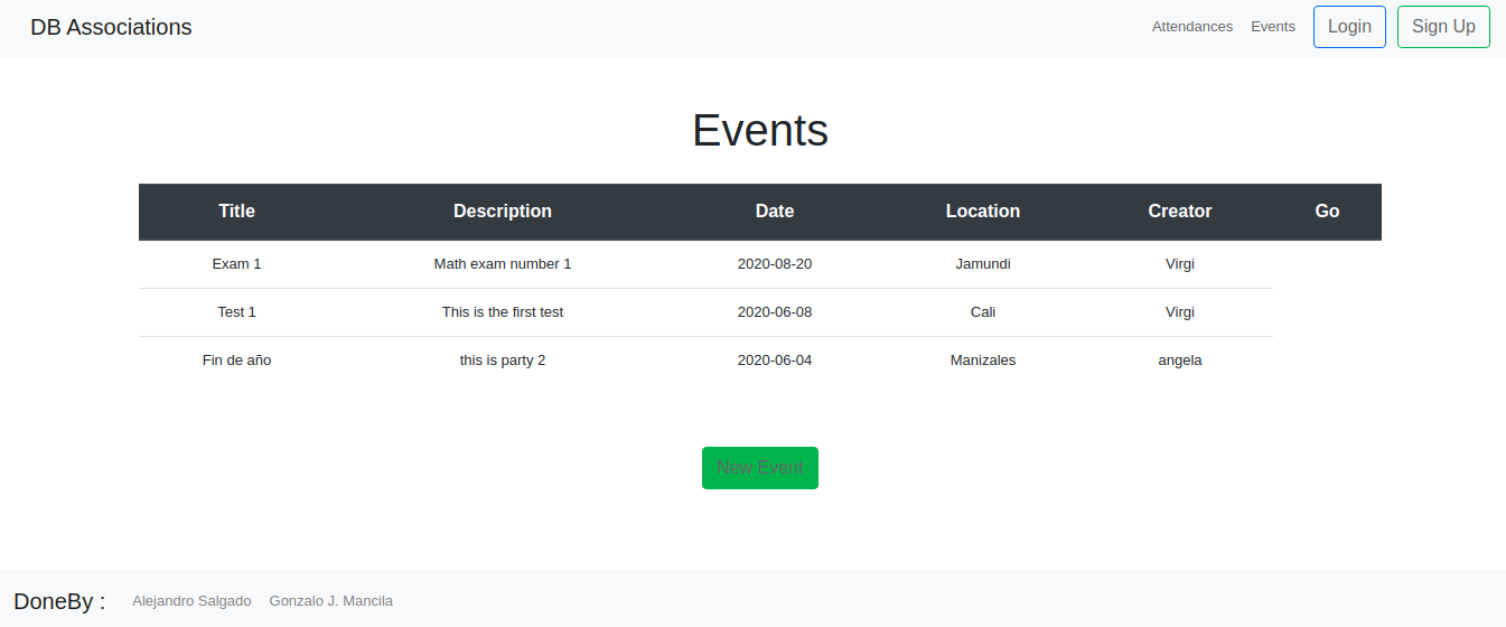 DB Associations Attendances Events Login Sign Up
Events
Title Description Date Location Creator Go
Exam 1 Math exam number 1 2020-08-20 Jamundi Virgi
Test 1 This is the first test 2020-06-08 Cali Virgi
Fin de año this is party 2 2020-06-04 Manizales angela
New Event
DoneBy : Alejandro Salgado Gonzalo J. Mancila